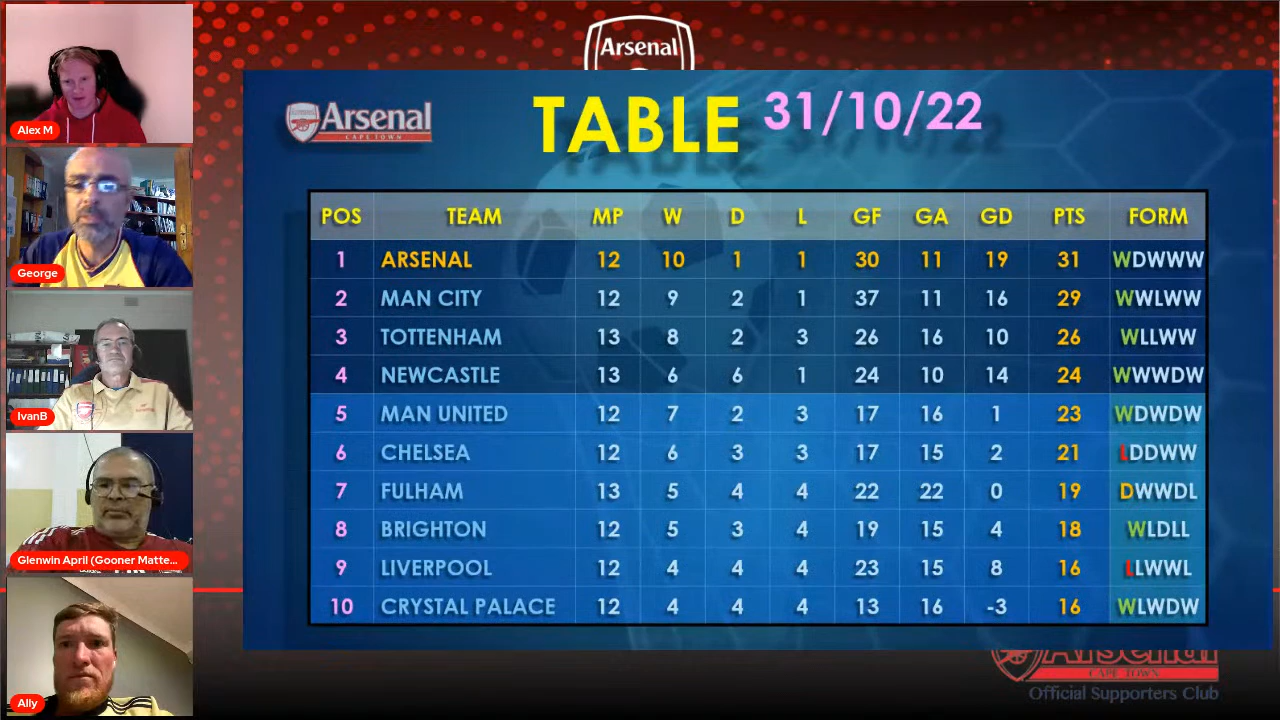 Arsenal
Arsenal
CAPE TOWN
TABLE 31/10/22
POS TEAM MP W D L GF GA GD PTS FORM
1 ARSENAL 12 10 1 1 30 11 19 31 WDWWW
2 MAN CITY 12 9 2 1 37 11 16 29 WWLWW
3 TOTTENHAM 13 8 2 3 26 16 10 26 WLLWW
4 NEWCASTLE 13 6 6 1 24 10 14 24 WWWDW
5 MAN UNITED 12 7 2 3 17 16 1 23 WDWDW
6 CHELSEA 12 6 3 3 17 15 2 21 LDDWW
7 FULHAM 13 5 4 4 22 22 0 19 DWWDL
8 BRIGHTON 12 5 3 4 19 15 4 18 WLDLL
9 LIVERPOOL 12 4 4 4 23 15 8 16 LLWWL
10 CRYSTAL PALACE 12 4 4 4 13 16 -3 16 WLWDW
Alex M
George
IvanB
Glenwin April (Gooner Matte...
Ally
Arsenal
CAPE TOWN
Official Supporters Club